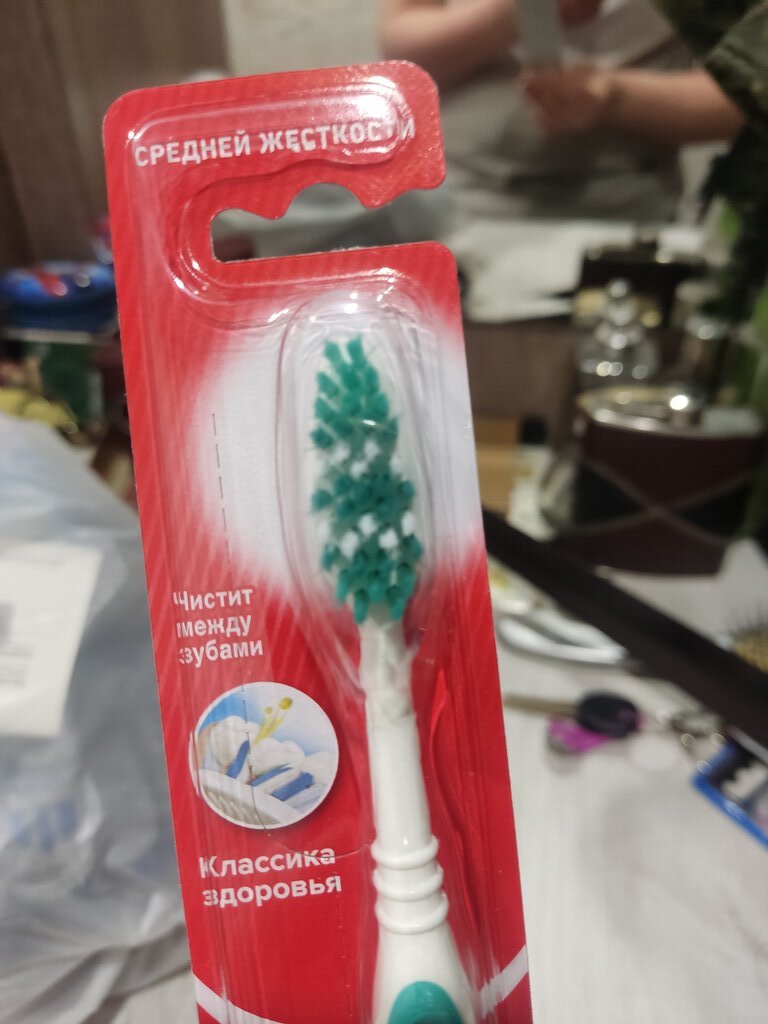 СРЕДНЕЙ ЖЕСТКОСТИ
Чистит
между
зубами
Классика
здоровья